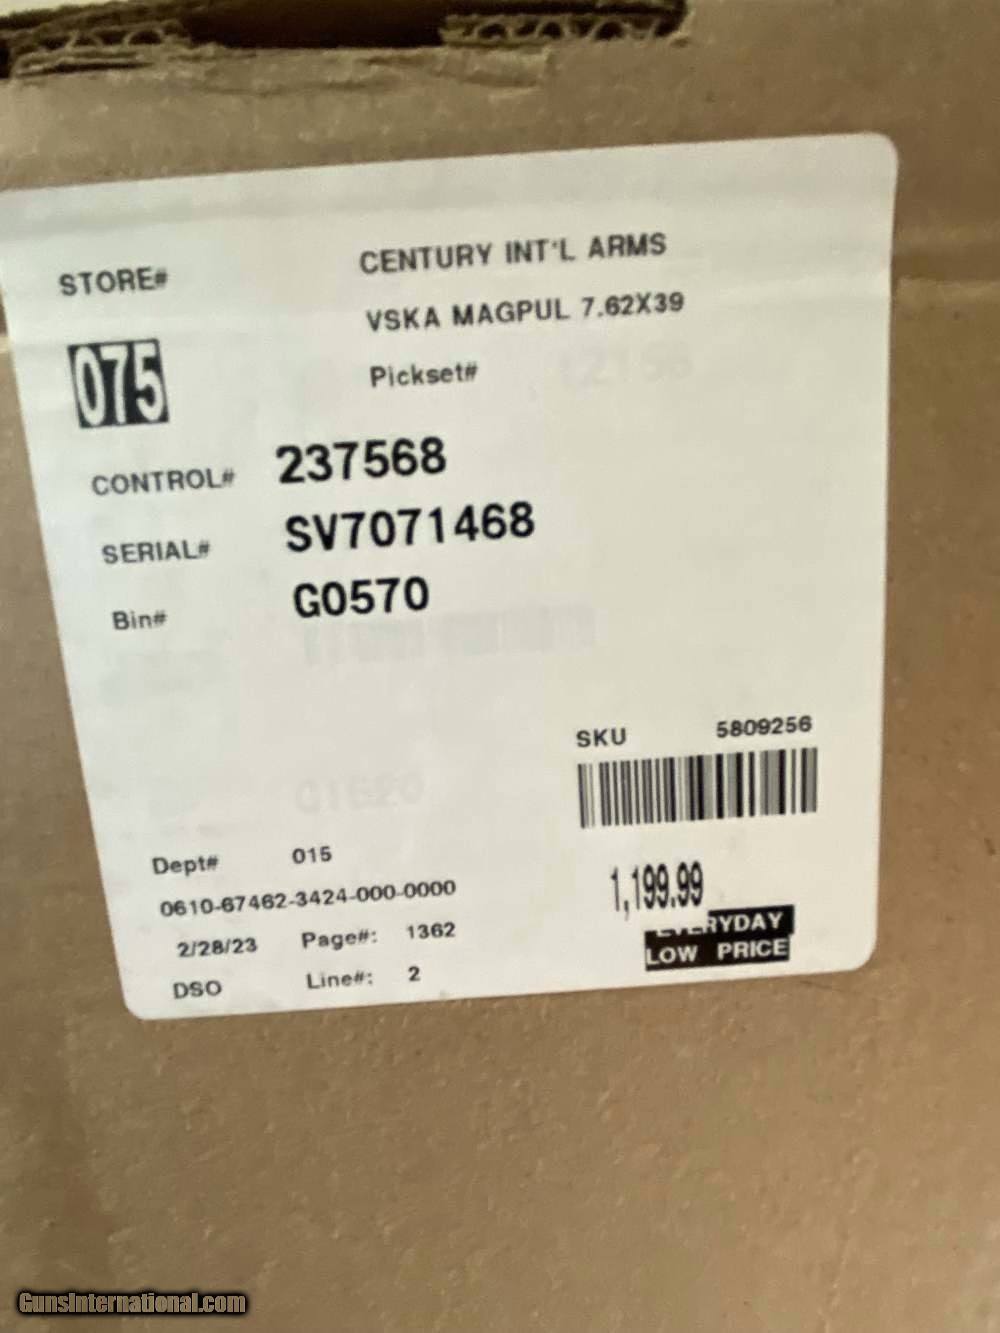 STORE#
CENTURY INT'L ARMS
VSKA MAGPUL 7.62X39
075
Pickset#
CONTROL# 237568
SERIAL# SV7071468
Bin# G0570
SKU 5809256
Dept# 015
0610-67462-3424-000-0000
1,199.99
2/28/23 Page#: 1362
EVERYDAY
LOW PRICE
DSO Line#: 2
GunsInternational.com